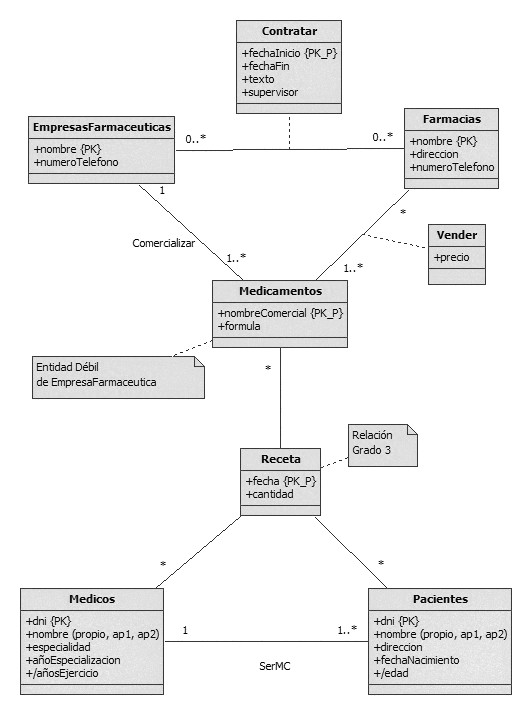 Contratar
+fechaInicio {PK_P}
+fechaFin
+texto
+supervisor
EmpresasFarmaceuticas
+nombre {PK}
+numeroTelefono
0..*
0..*
Farmacias
+nombre {PK}
+direccion
+numeroTelefono
1
*
Comercializar
1..*
1..*
Vender
+precio
Medicamentos
+nombreComercial {PK_P}
+formula
Entidad Débil
de EmpresaFarmaceutica
*
Relación
Grado 3
Receta
+fecha {PK_P}
+cantidad
*
*
Medicos
+dni {PK}
+nombre (propio, ap1, ap2)
+especialidad
+añoEspecializacion
+/añosEjercicio
1
1..*
SerMC
Pacientes
+dni {PK}
+nombre (propio, ap1, ap2)
+direccion
+fechaNacimiento
+/edad